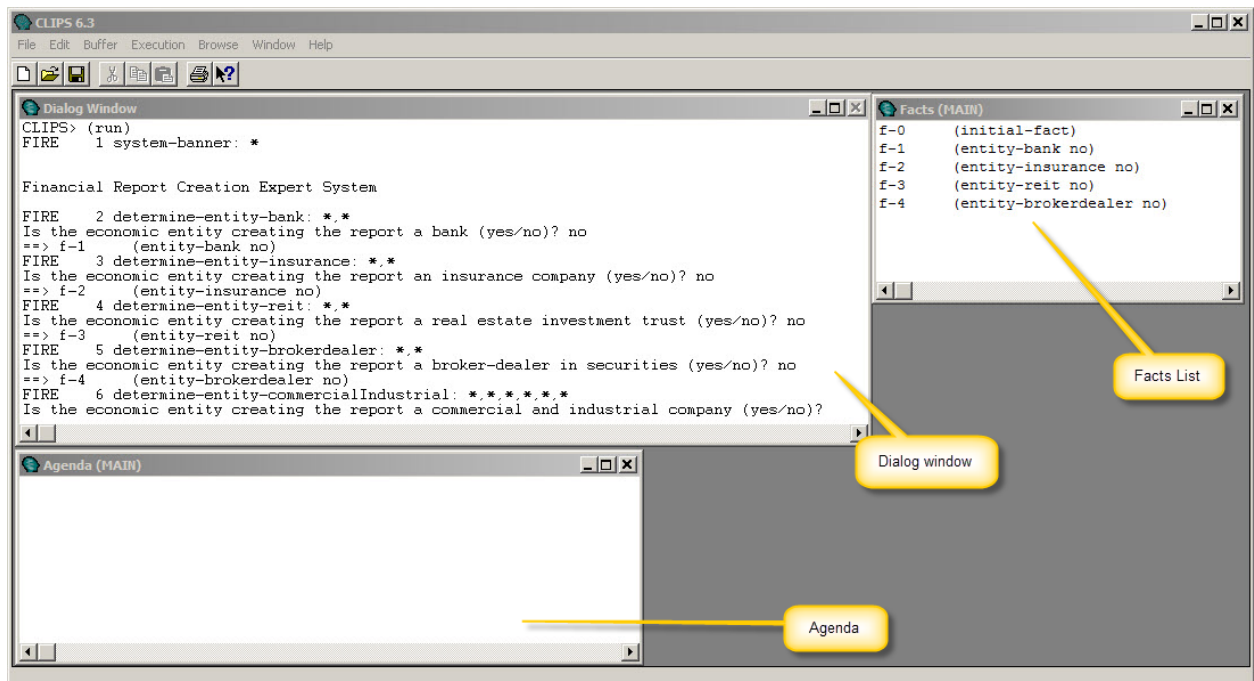 CLIPS 6.3
File Edit Buffer Execution Browse Window Help
Dialog Window
CLIPS> (run)
FIRE 1 system-banner: *
Financial Report Creation Expert System
FIRE 2 determine-entity-bank: *,*
Is the economic entity creating the report a bank (yes/no)? no
==> f-1 (entity-bank no)
FIRE 3 determine-entity-insurance: *,*
Is the economic entity creating the report an insurance company (yes/no)? no
==> f-2 (entity-insurance no)
FIRE 4 determine-entity-reit: *,*
Is the economic entity creating the report a real estate investment trust (yes/no)? no
==> f-3 (entity-reit no)
FIRE 5 determine-entity-brokerdealer: *,*
Is the economic entity creating the report a broker-dealer in securities (yes/no)? no
==> f-4 (entity-brokerdealer no)
FIRE 6 determine-entity-commercialIndustrial: *,*,*,*,*,*
Is the economic entity creating the report a commercial and industrial company (yes/no)?
Facts (MAIN)
f-0 (initial-fact)
f-1 (entity-bank no)
f-2 (entity-insurance no)
f-3 (entity-reit no)
f-4 (entity-brokerdealer no)
Facts List
Dialog window
Agenda (MAIN)
Agenda